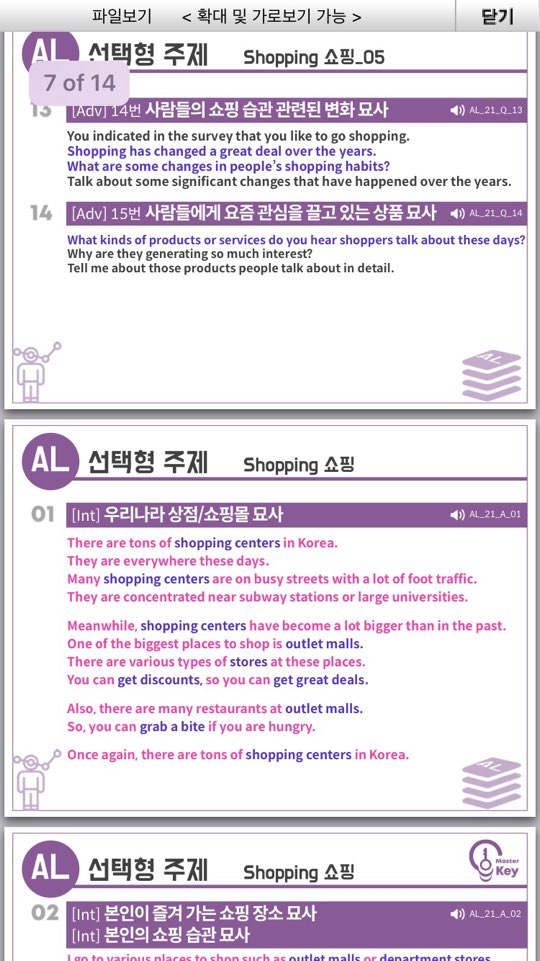 파일보기 < 확대 및 가로보기 가능 > 닫기
AL 선택형 주제 Shopping 쇼핑_05
7 of 14
13 [Adv] 14번 사람들의 쇼핑 습관 관련된 변화 묘사 AL_21_Q_13
You indicated in the survey that you like to go shopping.
Shopping has changed a great deal over the years.
What are some changes in people's shopping habits?
Talk about some significant changes that have happened over the years.
14 [Adv] 15번 사람들에게 요즘 관심을 끌고 있는 상품 묘사 AL_21_Q_14
What kinds of products or services do you hear shoppers talk about these days?
Why are they generating so much interest?
Tell me about those products people talk about in detail.
AL
AL 선택형 주제 Shopping 쇼핑
01 [Int] 우리나라 상점/쇼핑몰 묘사 AL_21_A_01
There are tons of shopping centers in Korea.
They are everywhere these days.
Many shopping centers are on busy streets with a lot of foot traffic.
They are concentrated near subway stations or large universities.
Meanwhile, shopping centers have become a lot bigger than in the past.
One of the biggest places to shop is outlet malls.
There are various types of stores at these places.
You can get discounts, so you can get great deals.
Also, there are many restaurants at outlet malls.
So, you can grab a bite if you are hungry.
Once again, there are tons of shopping centers in Korea.
AL
AL 선택형 주제 Shopping 쇼핑
Master
Key
02 [Int] 본인이 즐겨 가는 쇼핑 장소 묘사 AL_21_A_02
[Int] 본인의 쇼핑 습관 묘사
I go to various places to shop such as outlet malls or department stores